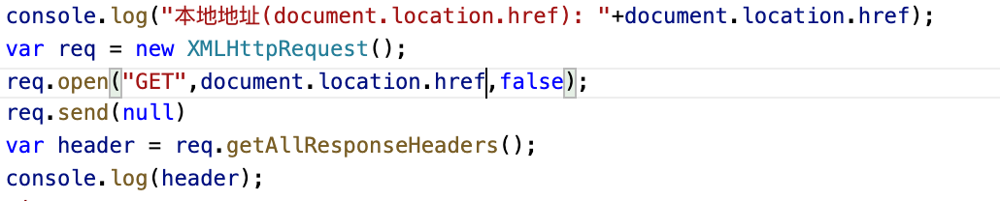 console.log("本地地址(document.location.href): "+document.location.href);
var req = new XMLHttpRequest();
req.open("GET",document.location.href,false);
req.send(null)
var header = req.getAllResponseHeaders();
console.log(header);